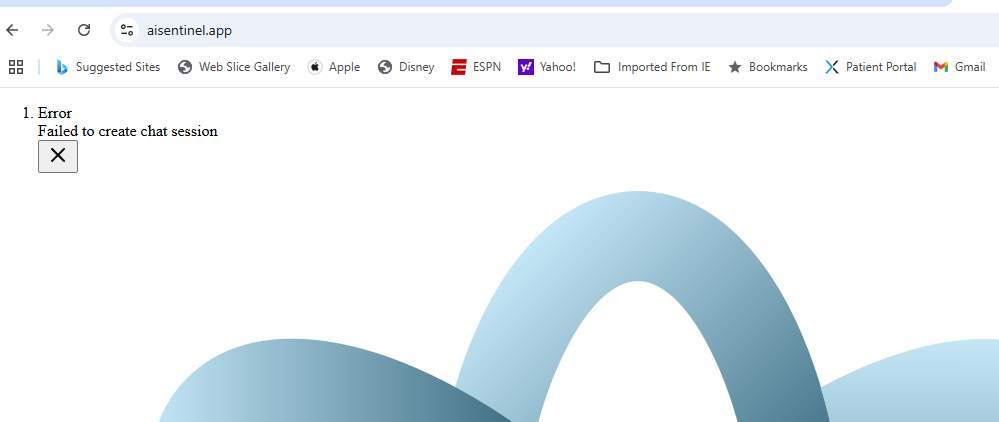 aisentinel.app
Suggested Sites Web Slice Gallery Apple Disney ESPN Yahoo! Imported From IE Bookmarks Patient Portal Gmail
1. Error
Failed to create chat session